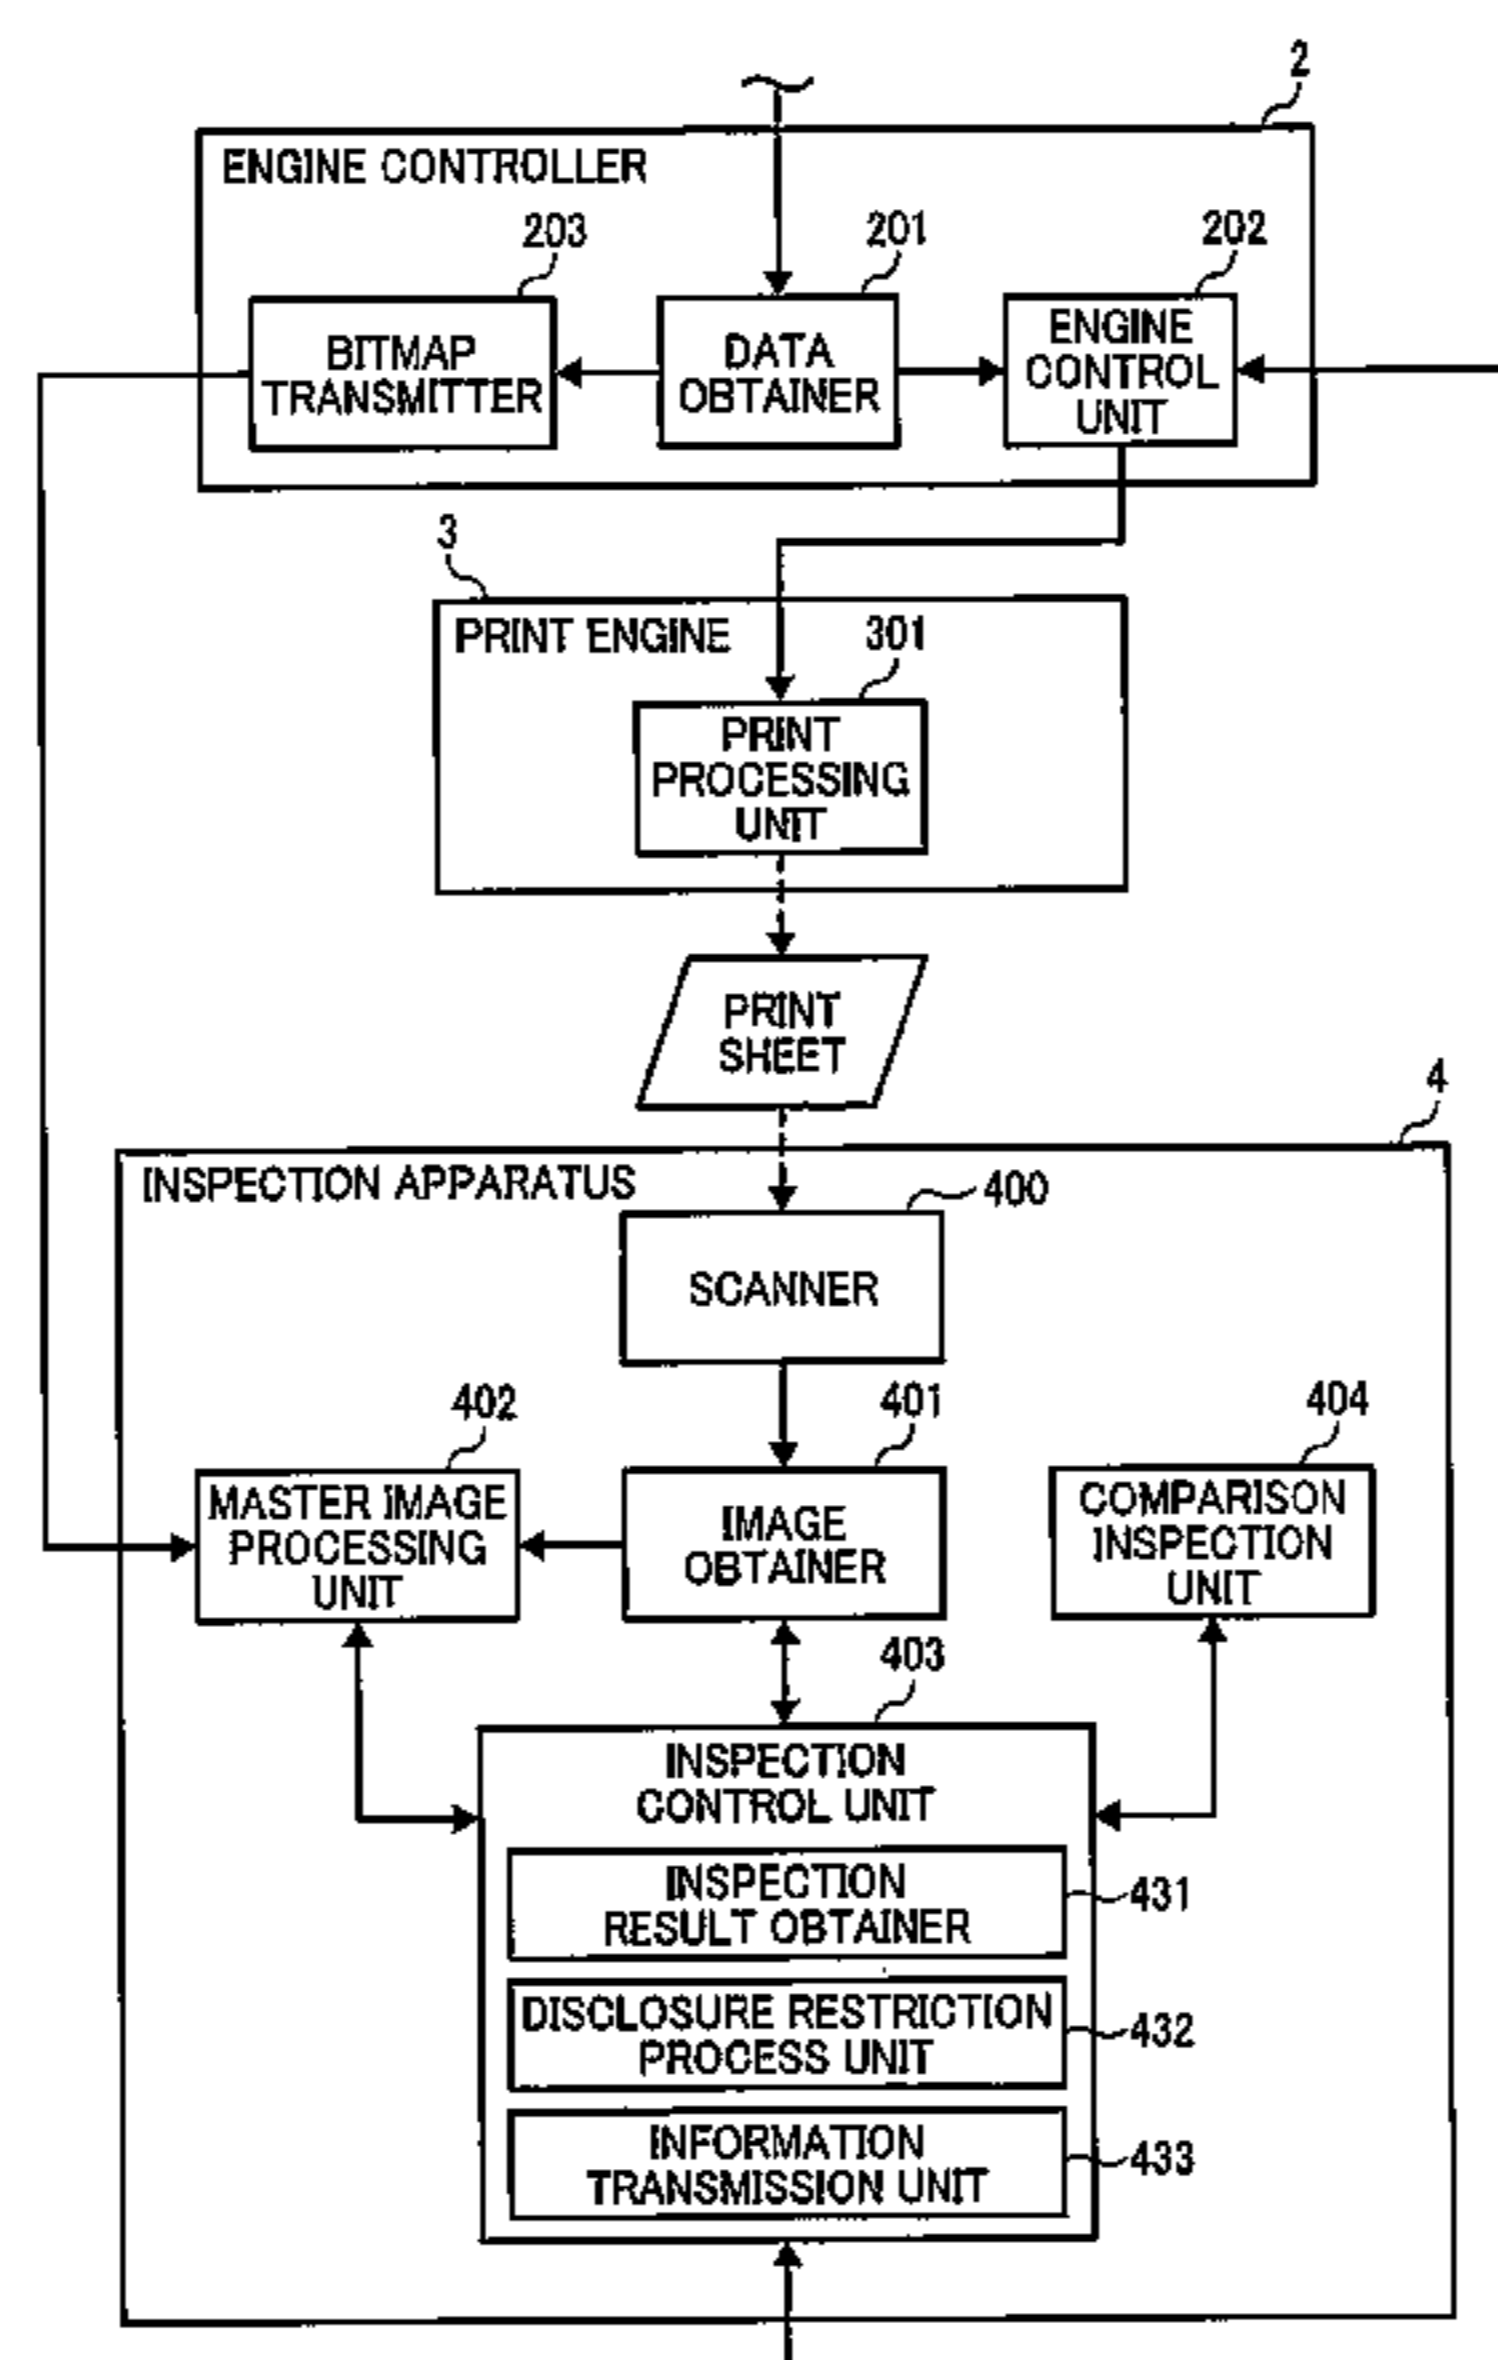 2
ENGINE CONTROLLER
203
201
202
BITMAP
TRANSMITTER
DATA
OBTAINER
ENGINE
CONTROL
UNIT
3
PRINT ENGINE
301
PRINT
PROCESSING
UNIT
PRINT
SHEET
4
INSPECTION APPARATUS
400
SCANNER
402
401
404
MASTER IMAGE
PROCESSING
UNIT
IMAGE
OBTAINER
COMPARISON
INSPECTION
UNIT
403
INSPECTION
CONTROL UNIT
INSPECTION
RESULT OBTAINER
431
DISCLOSURE RESTRICTION
PROCESS UNIT
432
INFORMATION
TRANSMISSION UNIT
433